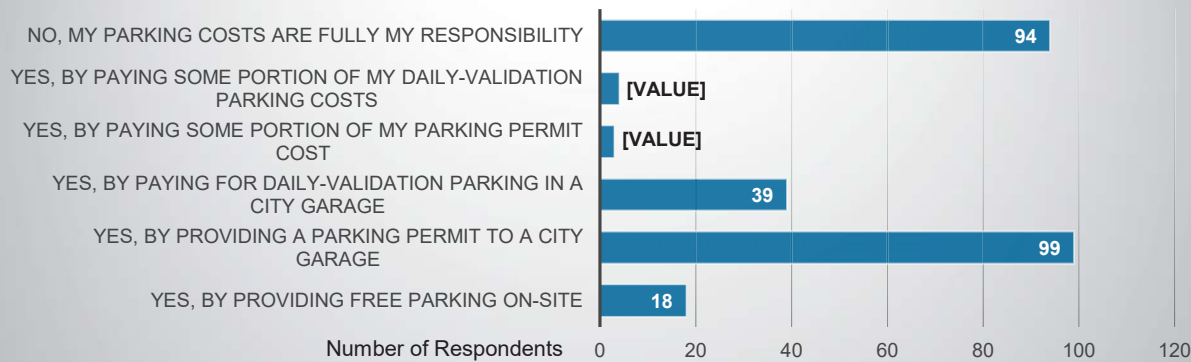 NO, MY PARKING COSTS ARE FULLY MY RESPONSIBILITY
94
YES, BY PAYING SOME PORTION OF MY DAILY-VALIDATION
PARKING COSTS
[VALUE]
YES, BY PAYING SOME PORTION OF MY PARKING PERMIT
COST
[VALUE]
YES, BY PAYING FOR DAILY-VALIDATION PARKING IN A
CITY GARAGE
39
YES, BY PROVIDING A PARKING PERMIT TO A CITY
GARAGE
99
YES, BY PROVIDING FREE PARKING ON-SITE
18
Number of Respondents
0 20 40 60 80 100 120